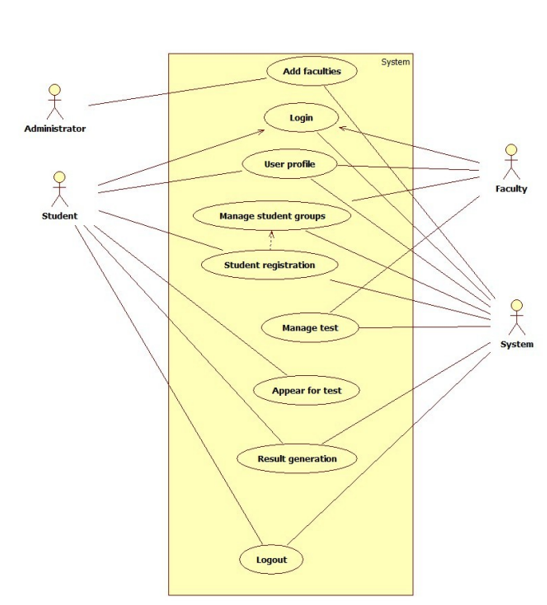 System
Add faculties
Administrator
Login
User profile
Student
Faculty
Manage student groups
Student registration
Manage test
System
Appear for test
Result generation
Logout